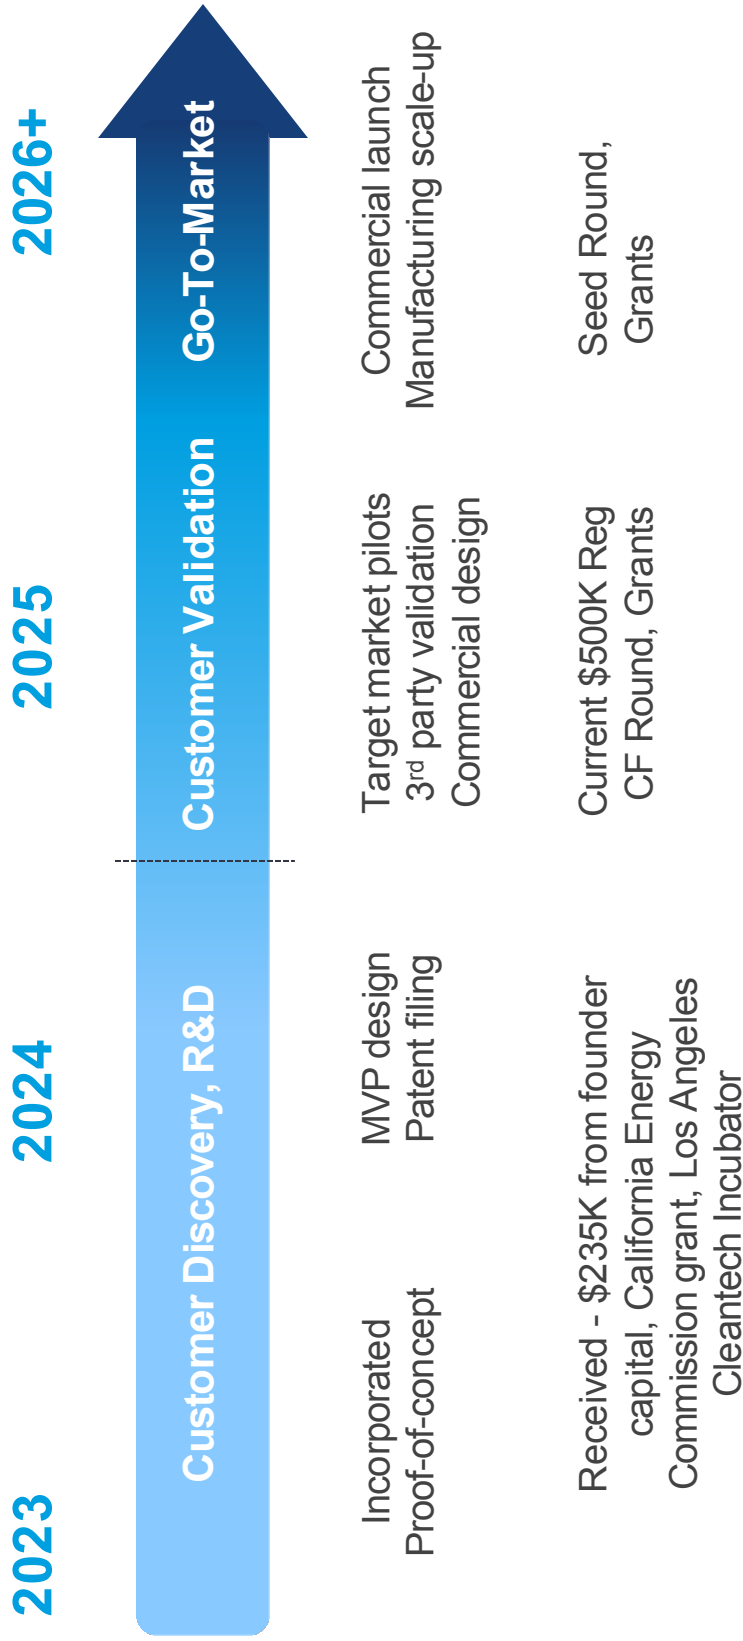 2023
2024
2025
2026+
Customer Discovery, R&D
Customer Validation
Go-To-Market
Incorporated
Proof-of-concept
MVP design
Patent filing
Target market pilots
3rd party validation
Commercial design
Commercial launch
Manufacturing scale-up
Received - $235K from founder
capital, California Energy
Commission grant, Los Angeles
Cleantech Incubator
Current $500K Reg
CF Round, Grants
Seed Round,
Grants